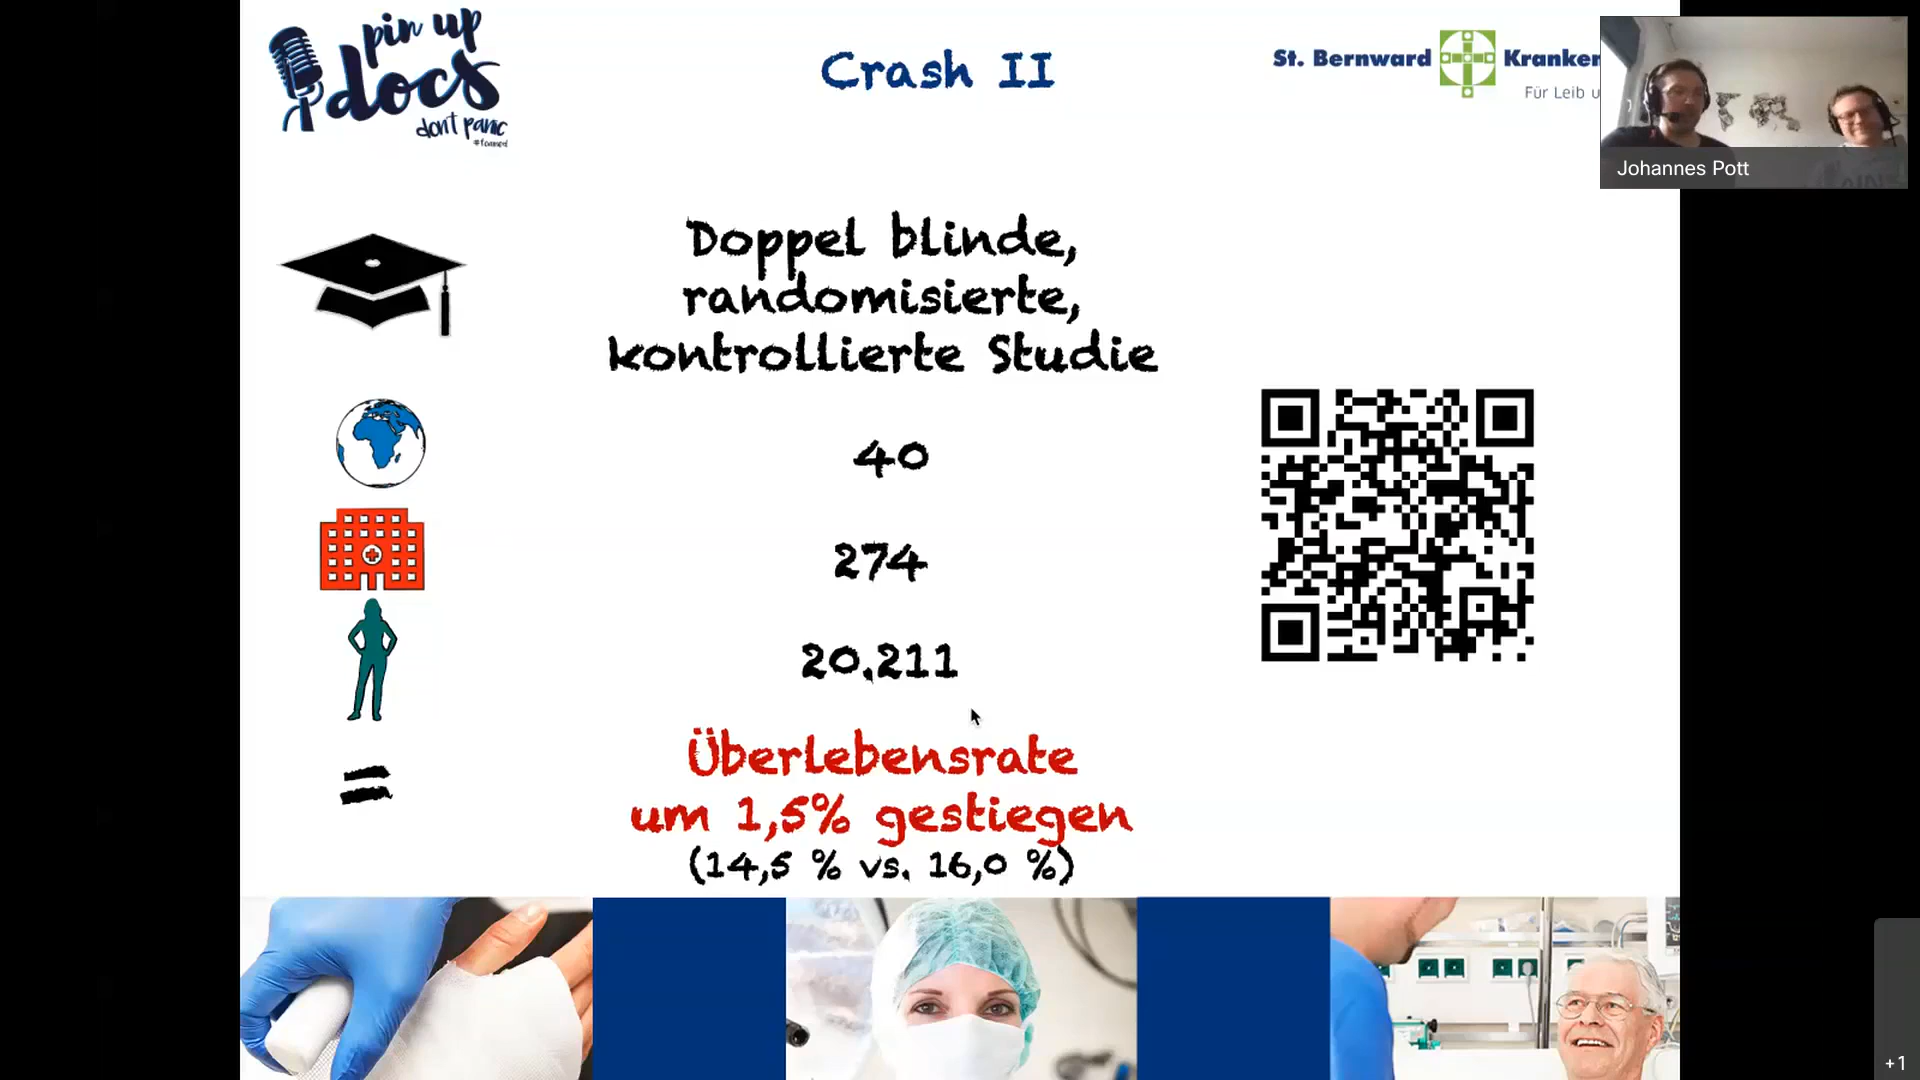 pin up
docs
don't panic
#foamed
Crash II
St. Bernward Kranken
Für Leib u
Johannes Pott
Doppel blinde,
randomisierte,
kontrollierte Studie
40
274
20.211
=
Überlebensrate
um 1,5% gestiegen
(14,5 % vs. 16,0 %)
+1